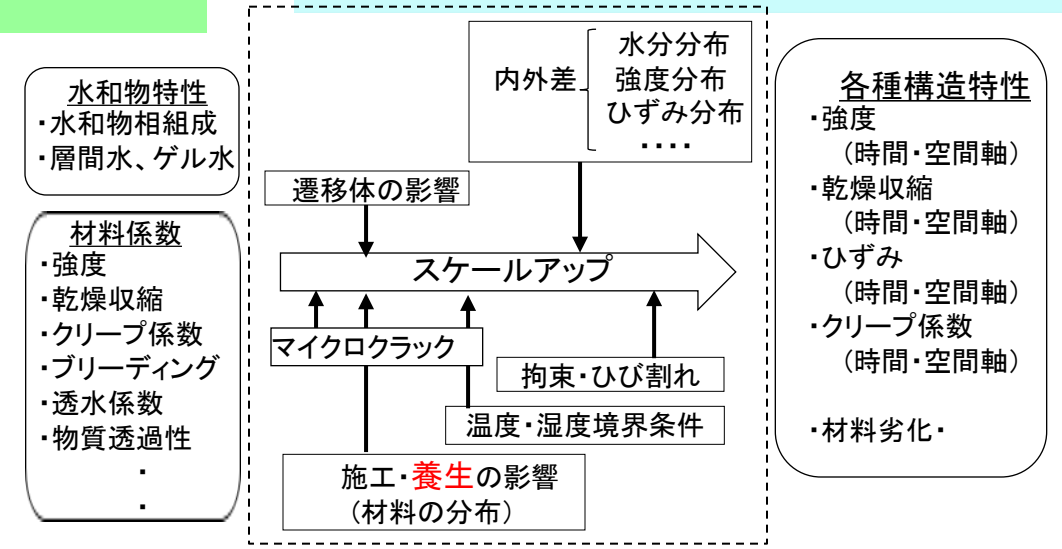 水和物特性
・水和物相組成
・層間水、ゲル水
材料係数
・強度
・乾燥収縮
・クリープ係数
・ブリーディング
・透水係数
・物質透過性
・
・
内外差
水分分布
強度分布
ひずみ分布
・・・・
遷移体の影響
スケールアップ
マイクロクラック
拘束・ひび割れ
温度・湿度境界条件
施工・養生の影響
（材料の分布）
各種構造特性
・強度
（時間・空間軸）
・乾燥収縮
（時間・空間軸）
・ひずみ
（時間・空間軸）
・クリープ係数
（時間・空間軸）
・材料劣化・